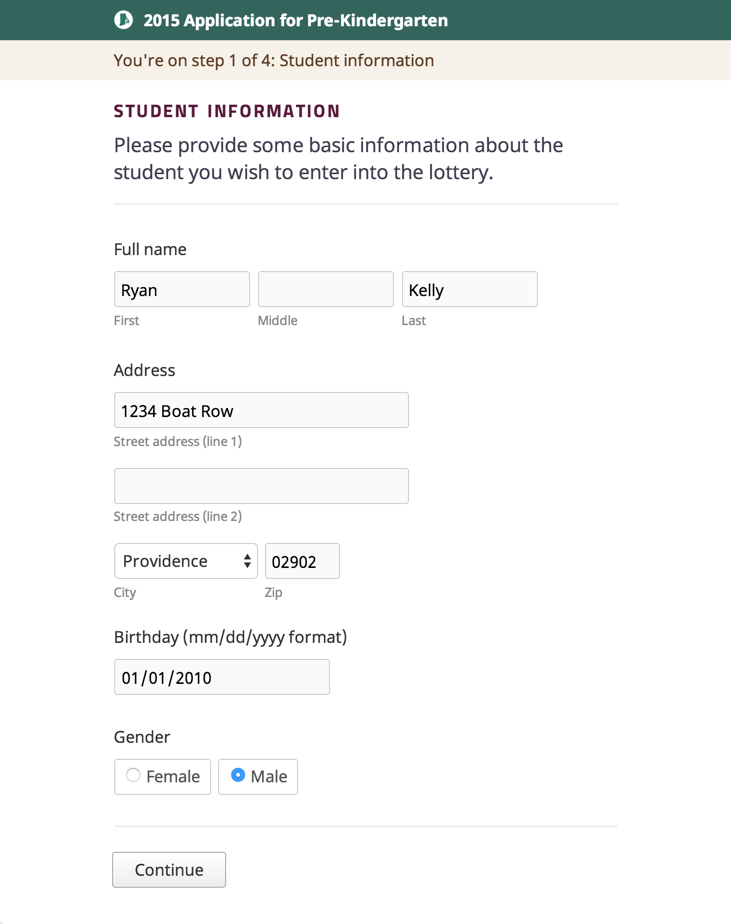 2015 Application for Pre-Kindergarten
You're on step 1 of 4: Student information
STUDENT INFORMATION
Please provide some basic information about the
student you wish to enter into the lottery.
Full name
Ryan Kelly
First Middle Last
Address
1234 Boat Row
Street address (line 1)
Street address (line 2)
Providence 02902
City Zip
Birthday (mm/dd/yyyy format)
01/01/2010
Gender
Female Male
Continue